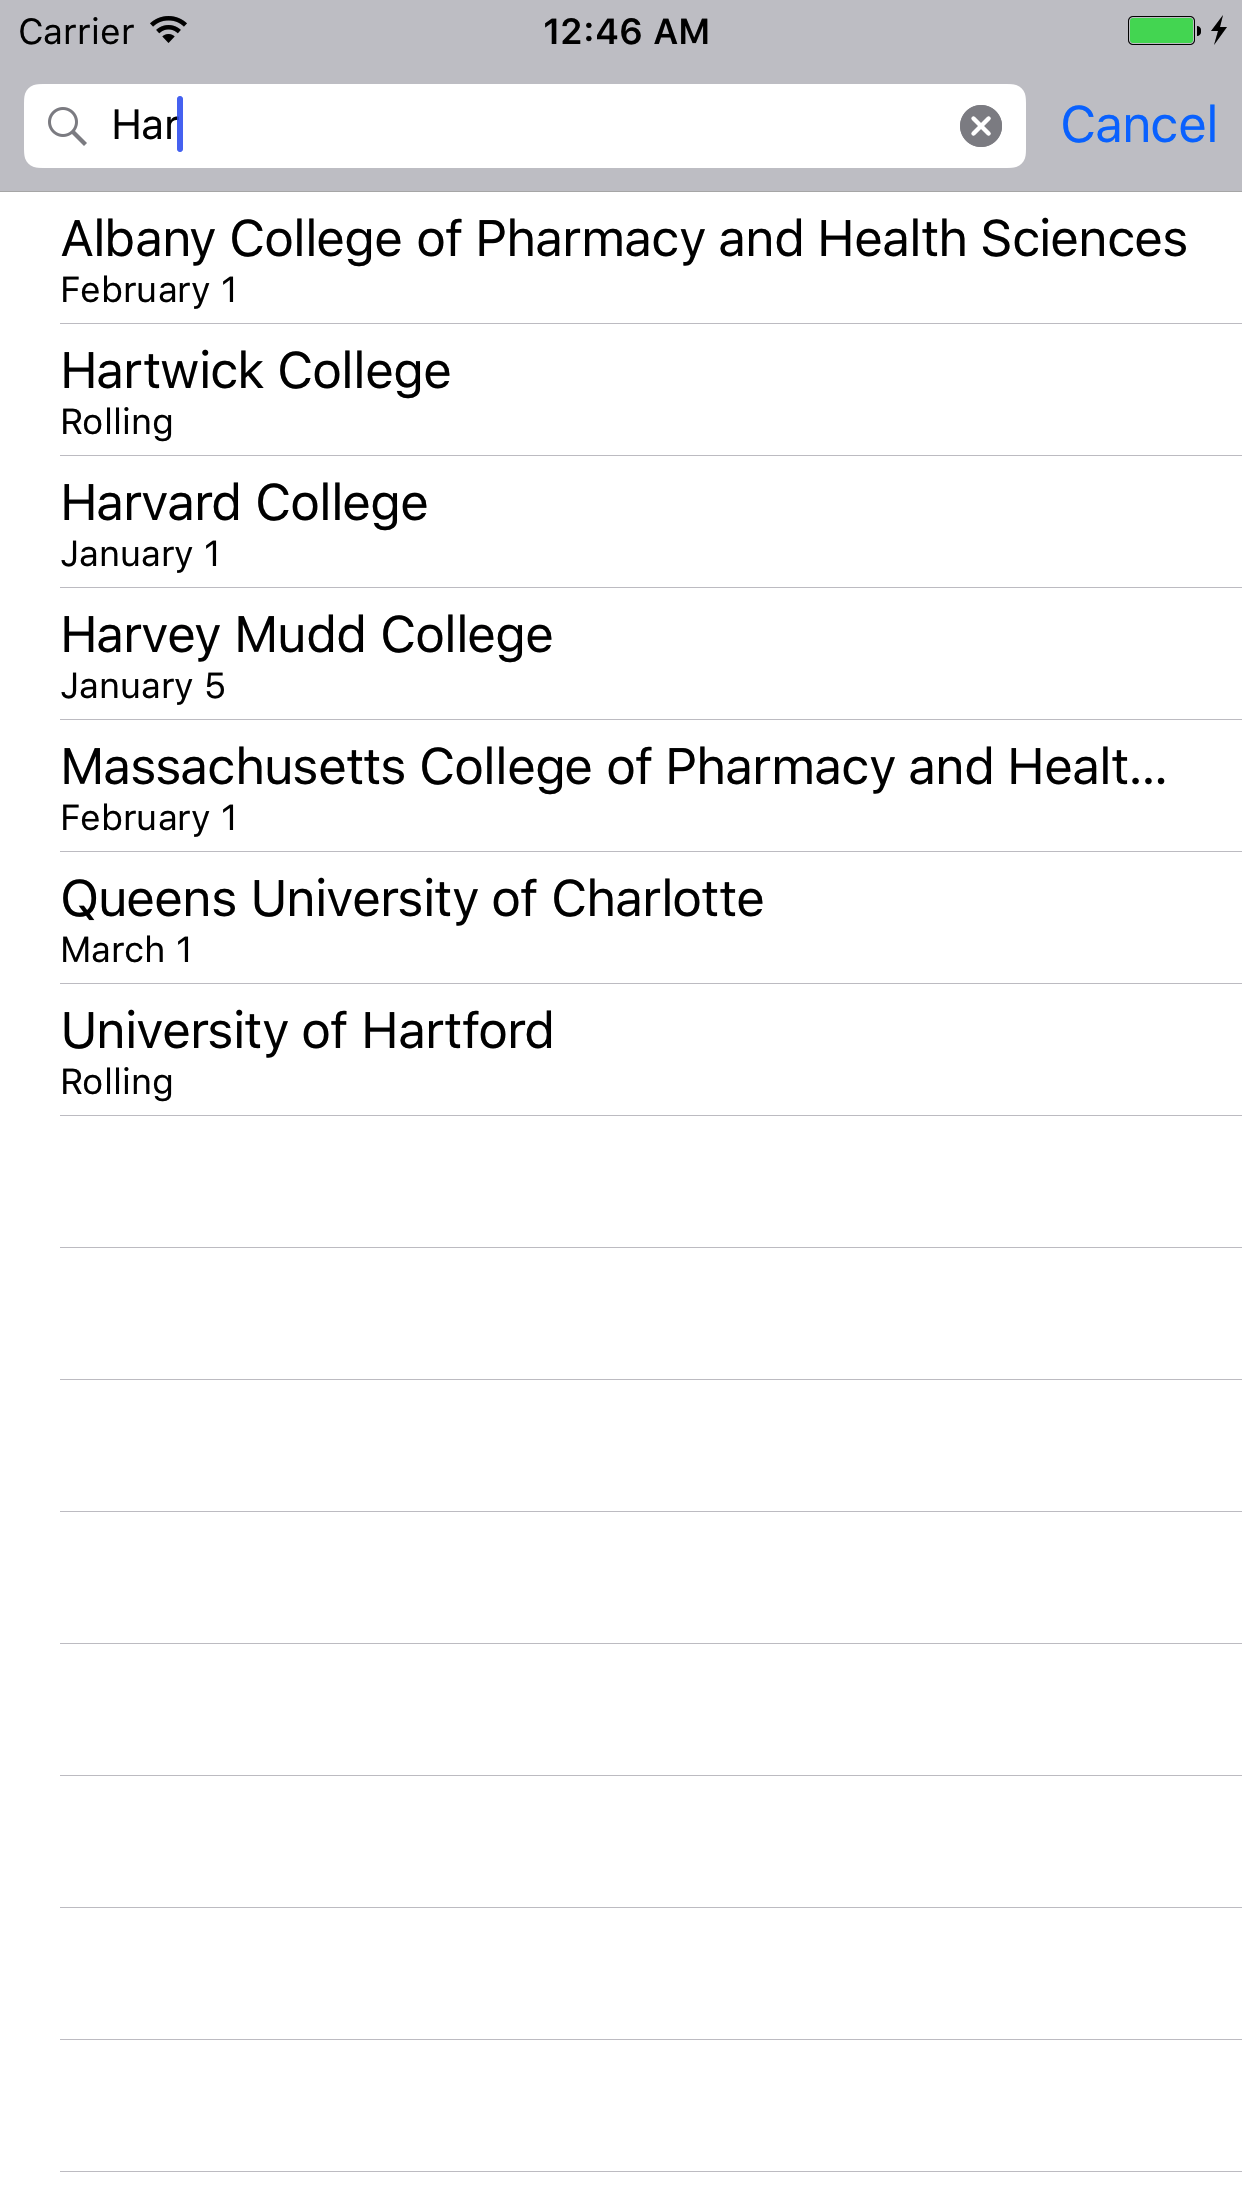 Carrier 12:46 AM
Har Cancel
Albany College of Pharmacy and Health Sciences
February 1
Hartwick College
Rolling
Harvard College
January 1
Harvey Mudd College
January 5
Massachusetts College of Pharmacy and Healt...
February 1
Queens University of Charlotte
March 1
University of Hartford
Rolling